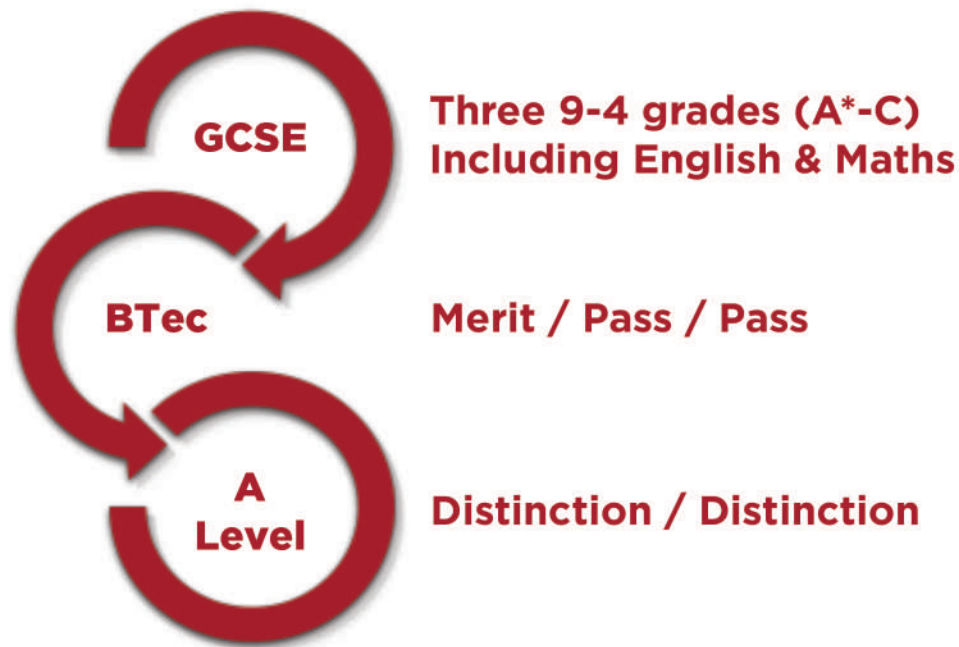 GCSE
Three 9-4 grades (A*-C)
Including English & Maths
BTec
Merit / Pass / Pass
A
Level
Distinction / Distinction